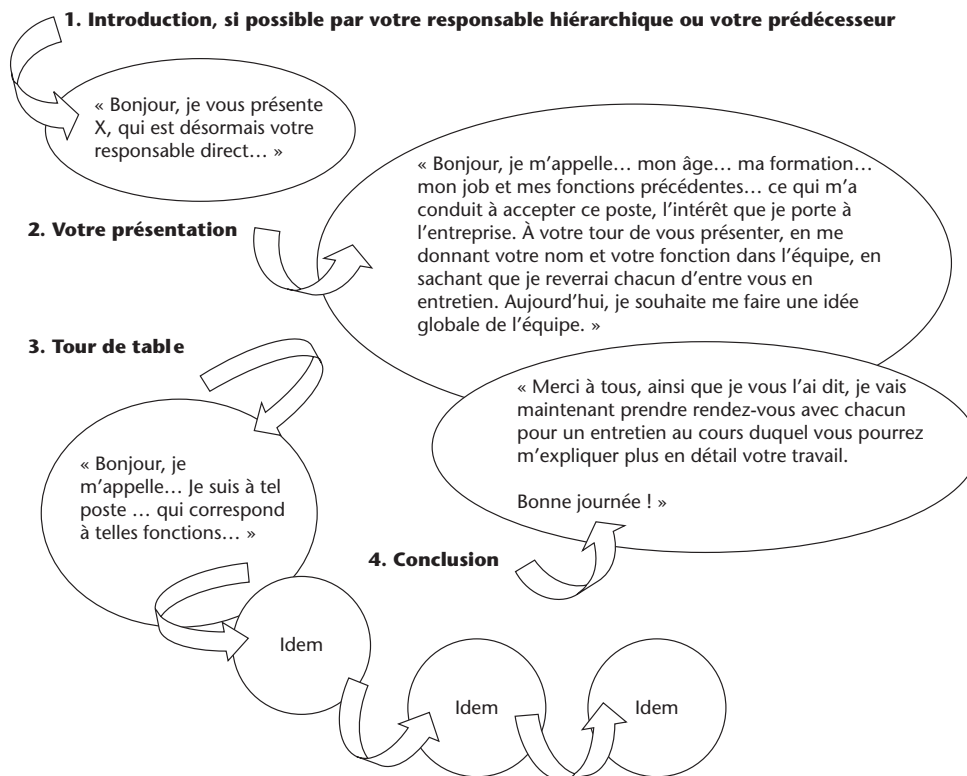 1. Introduction, si possible par votre responsable hiérarchique ou votre prédécesseur
« Bonjour, je vous présente
X, qui est désormais votre
responsable direct… »
2. Votre présentation
« Bonjour, je m’appelle… mon âge… ma formation…
mon job et mes fonctions précédentes… ce qui m’a
conduit à accepter ce poste, l’intérêt que je porte à
l’entreprise. À votre tour de vous présenter, en me
donnant votre nom et votre fonction dans l’équipe, en
sachant que je reverrai chacun d’entre vous en
entretien. Aujourd’hui, je souhaite me faire une idée
globale de l’équipe. »
3. Tour de table
« Bonjour, je
m’appelle… Je suis à tel
poste … qui correspond
à telles fonctions… »
Idem
Idem
Idem
4. Conclusion
« Merci à tous, ainsi que je vous l’ai dit, je vais
maintenant prendre rendez-vous avec chacun
pour un entretien au cours duquel vous pourrez
m’expliquer plus en détail votre travail.
Bonne journée ! »